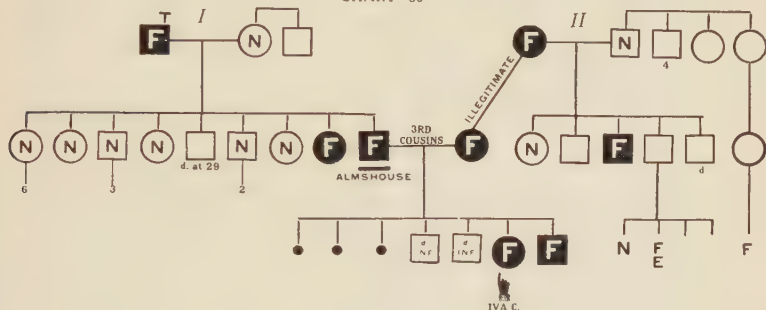 I II
T
F N F N 4
ILLEGITIMATE
3RD COUSINS
N N N N N F F F N F d
d. at 29
6 3 2
ALMSHOUSE
d INF d INF F F
N F F
E
IVA C.